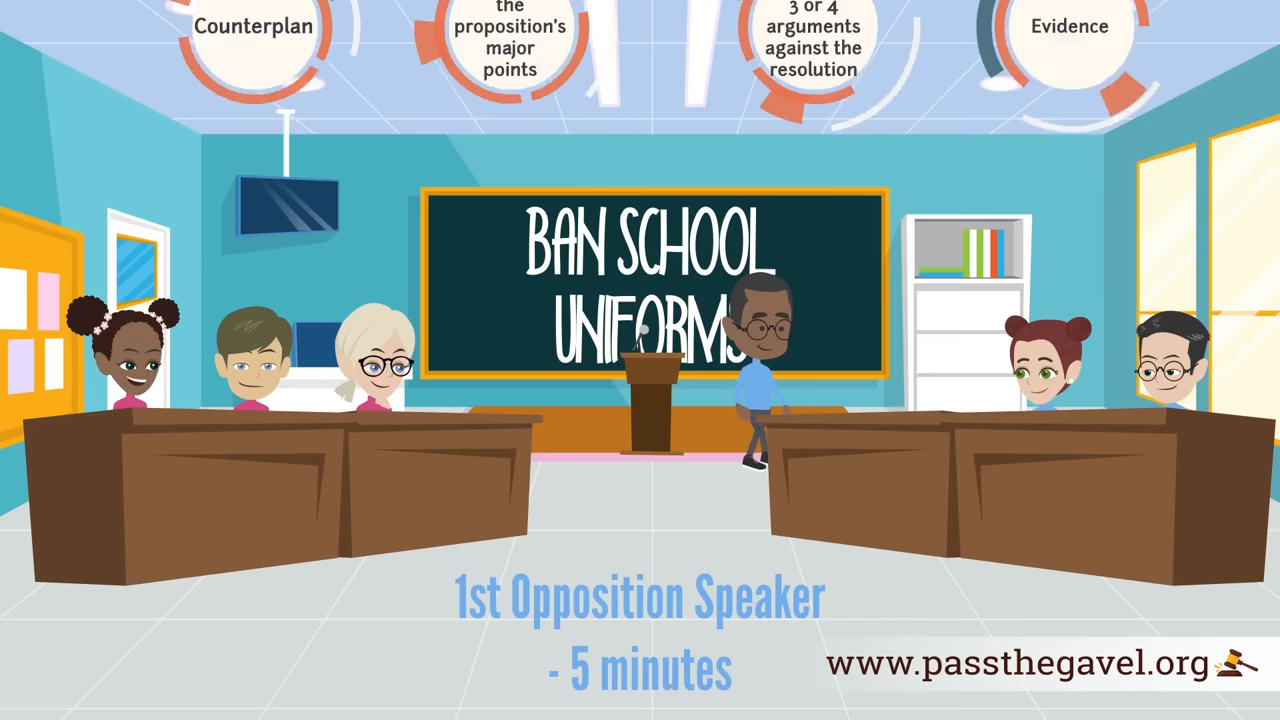 Counterplan
the
proposition's
major
points
3 or 4
arguments
against the
resolution
Evidence
BAN SCHOOL
UNIFORMS
1st Opposition Speaker
- 5 minutes
www.passthegavel.org